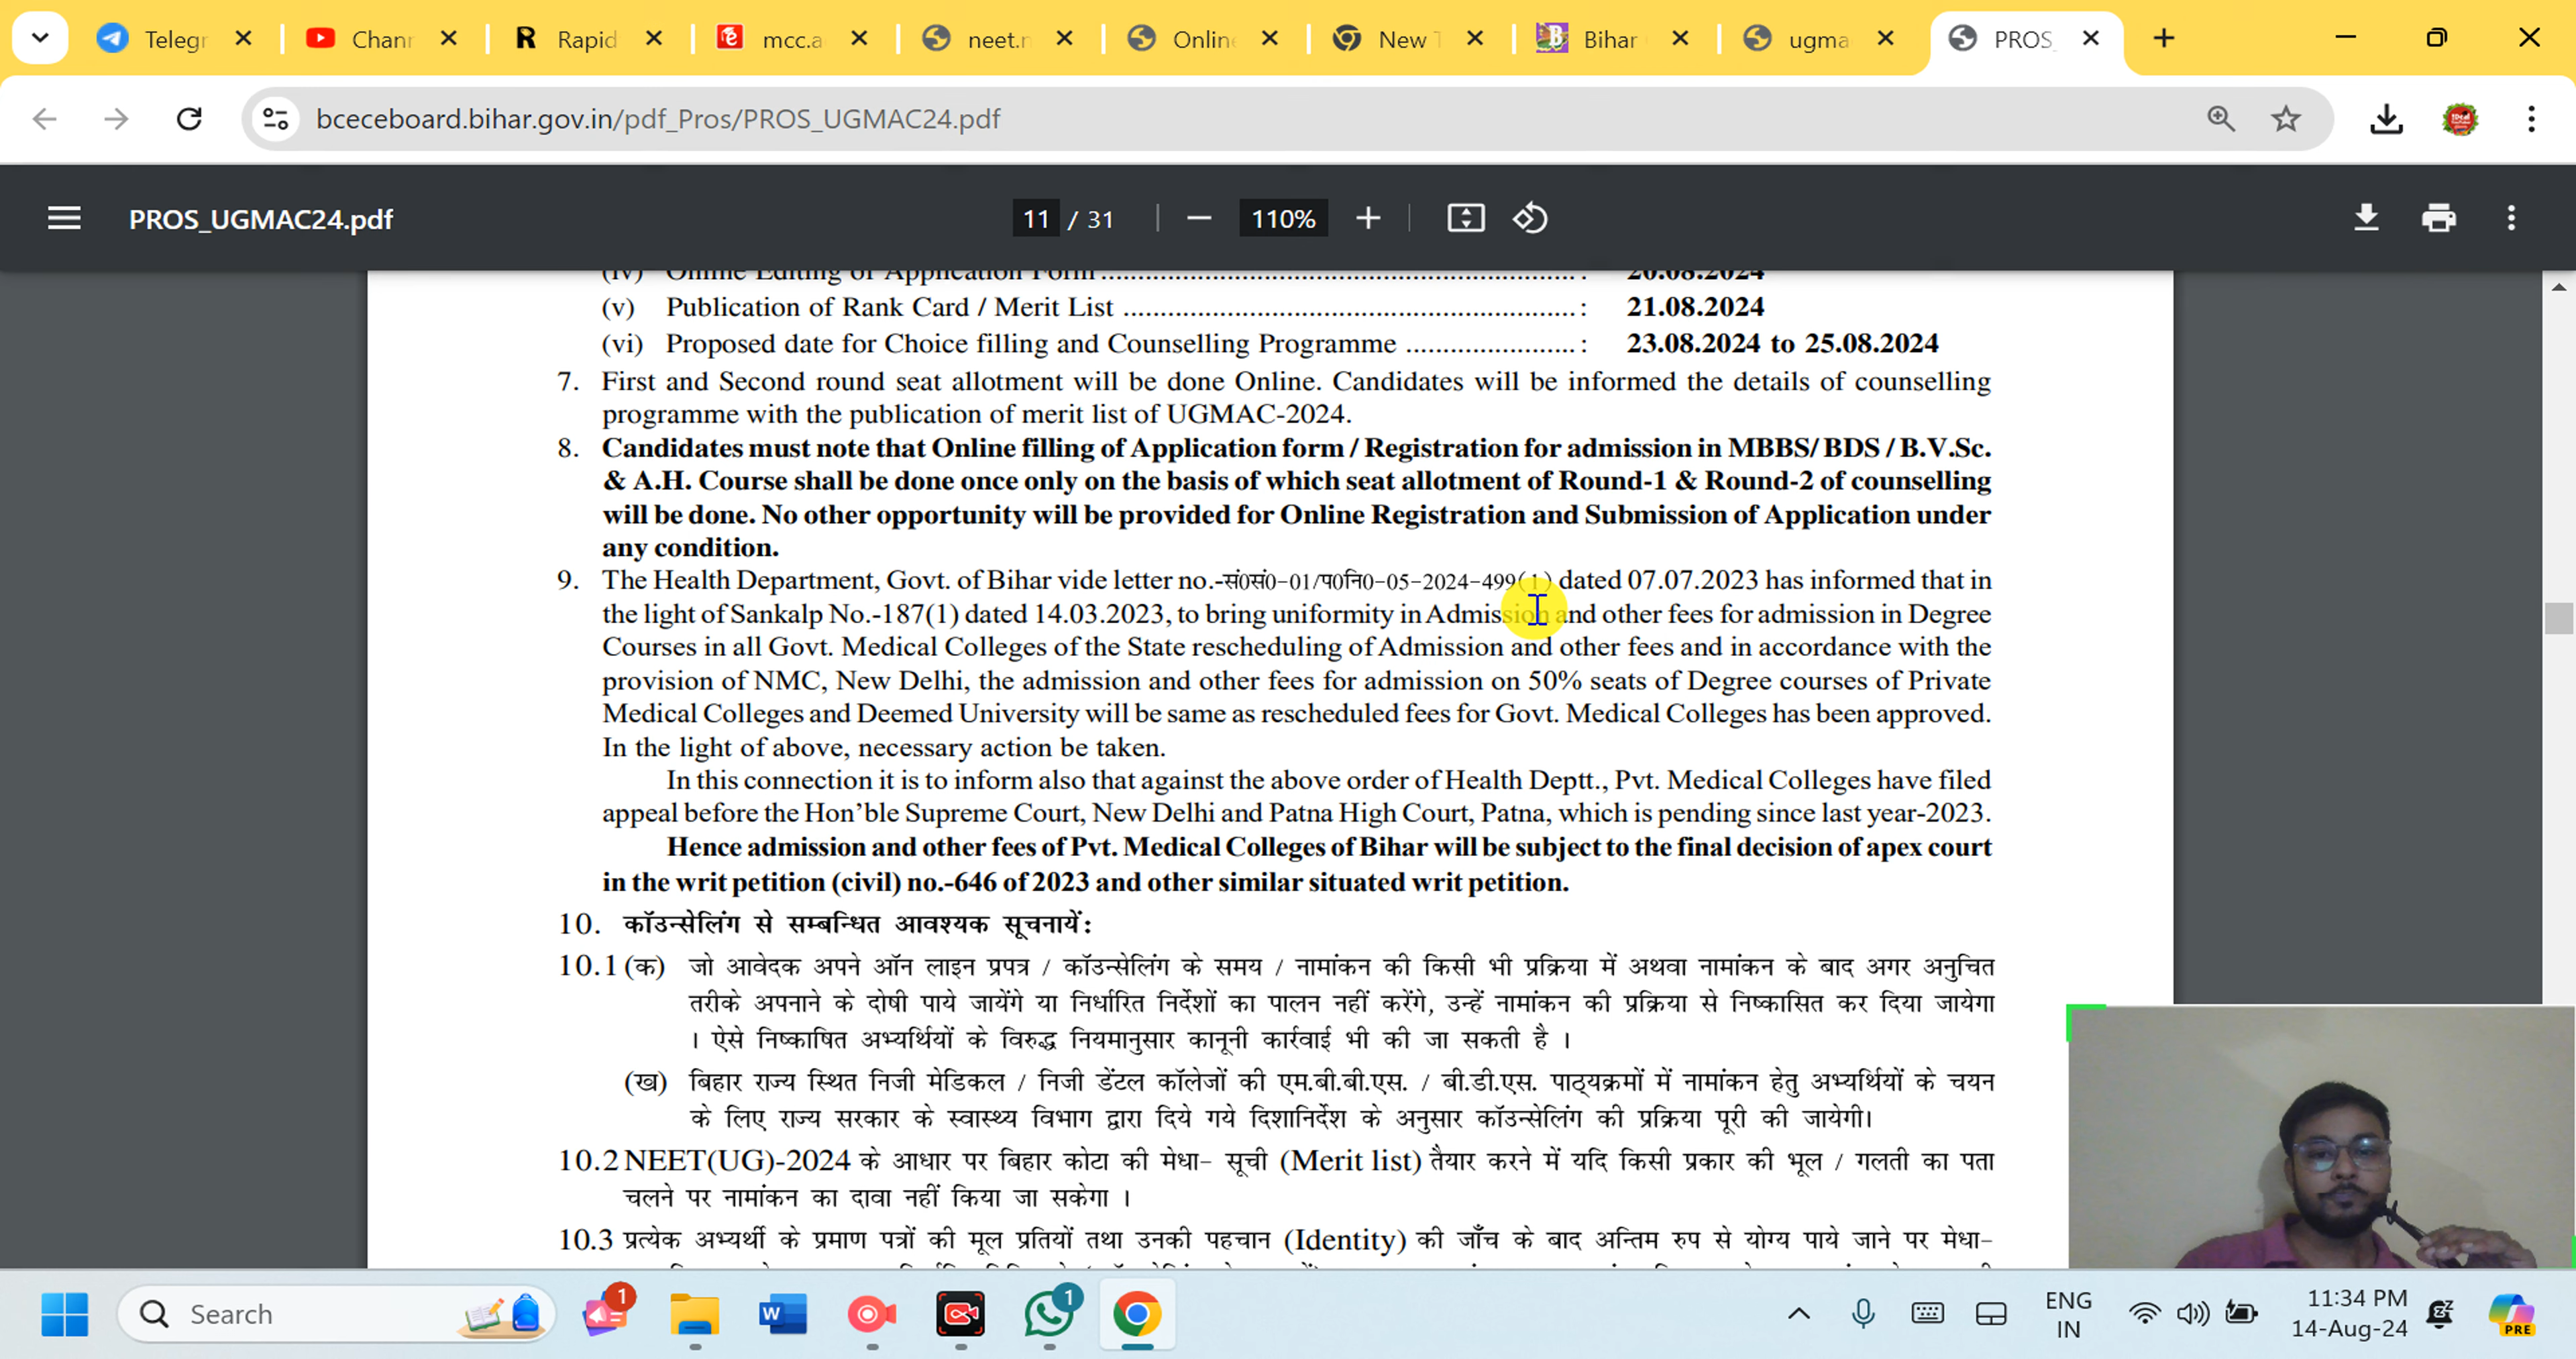 Telegr
Chann
Rapid
mcc.a
neet.n
Online
New T
Bihar
ugma
PROS_
bceceboard.bihar.gov.in/pdf_Pros/PROS_UGMAC24.pdf
PROS_UGMAC24.pdf
11 / 31
110%
(iv) Online Editing of Application Form : 20.08.2024
(v) Publication of Rank Card / Merit List : 21.08.2024
(vi) Proposed date for Choice filling and Counselling Programme : 23.08.2024 to 25.08.2024
7. First and Second round seat allotment will be done Online. Candidates will be informed the details of counselling
programme with the publication of merit list of UGMAC-2024.
8. Candidates must note that Online filling of Application form / Registration for admission in MBBS/ BDS / B.V.Sc.
& A.H. Course shall be done once only on the basis of which seat allotment of Round-1 & Round-2 of counselling
will be done. No other opportunity will be provided for Online Registration and Submission of Application under
any condition.
9. The Health Department, Govt. of Bihar vide letter no.-सं0सं0-01/प0नि0-05-2024-499(1) dated 07.07.2023 has informed that in
the light of Sankalp No.-187(1) dated 14.03.2023, to bring uniformity in Admission and other fees for admission in Degree
Courses in all Govt. Medical Colleges of the State rescheduling of Admission and other fees and in accordance with the
provision of NMC, New Delhi, the admission and other fees for admission on 50% seats of Degree courses of Private
Medical Colleges and Deemed University will be same as rescheduled fees for Govt. Medical Colleges has been approved.
In the light of above, necessary action be taken.
In this connection it is to inform also that against the above order of Health Deptt., Pvt. Medical Colleges have filed
appeal before the Hon'ble Supreme Court, New Delhi and Patna High Court, Patna, which is pending since last year-2023.
Hence admission and other fees of Pvt. Medical Colleges of Bihar will be subject to the final decision of apex court
in the writ petition (civil) no.-646 of 2023 and other similar situated writ petition.
10. कॉउन्सेलिंग से सम्बन्धित आवश्यक सूचनायें:
10.1 (क) जो आवेदक अपने ऑन लाइन प्रपत्र / कॉउन्सेलिंग के समय / नामांकन की किसी भी प्रक्रिया में अथवा नामांकन के बाद अगर अनुचित
तरीके अपनाने के दोषी पाये जायेंगे या निर्धारित निर्देशों का पालन नहीं करेंगे, उन्हें नामांकन की प्रक्रिया से निष्कासित कर दिया जायेगा
। ऐसे निष्काषित अभ्यर्थियों के विरुद्ध नियमानुसार कानूनी कार्रवाई भी की जा सकती है ।
(ख) बिहार राज्य स्थित निजी मेडिकल / निजी डेंटल कॉलेजों की एम.बी.बी.एस. / बी.डी.एस. पाठ्यक्रमों में नामांकन हेतु अभ्यर्थियों के चयन
के लिए राज्य सरकार के स्वास्थ्य विभाग द्वारा दिये गये दिशानिर्देश के अनुसार कॉउन्सेलिंग की प्रक्रिया पूरी की जायेगी।
10.2 NEET(UG)-2024 के आधार पर बिहार कोटा की मेधा- सूची (Merit list) तैयार करने में यदि किसी प्रकार की भूल / गलती का पता
चलने पर नामांकन का दावा नहीं किया जा सकेगा ।
10.3 प्रत्येक अभ्यर्थी के प्रमाण पत्रों की मूल प्रतियों तथा उनकी पहचान (Identity) की जाँच के बाद अन्तिम रुप से योग्य पाये जाने पर मेधा-
Search
1
1
ENG
IN
11:34 PM
14-Aug-24
PRE